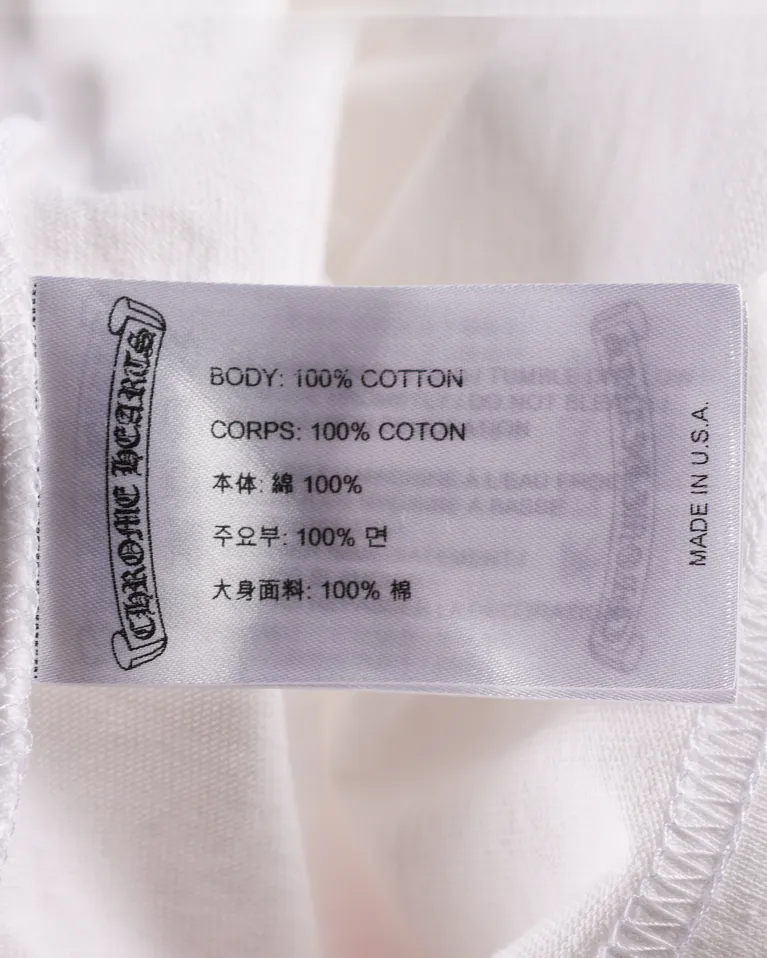 CHROME HEARTS
BODY: 100% COTTON
CORPS: 100% COTON
本体: 綿 100%
주요부: 100% 면
大身面料: 100% 棉
MADE IN U.S.A.